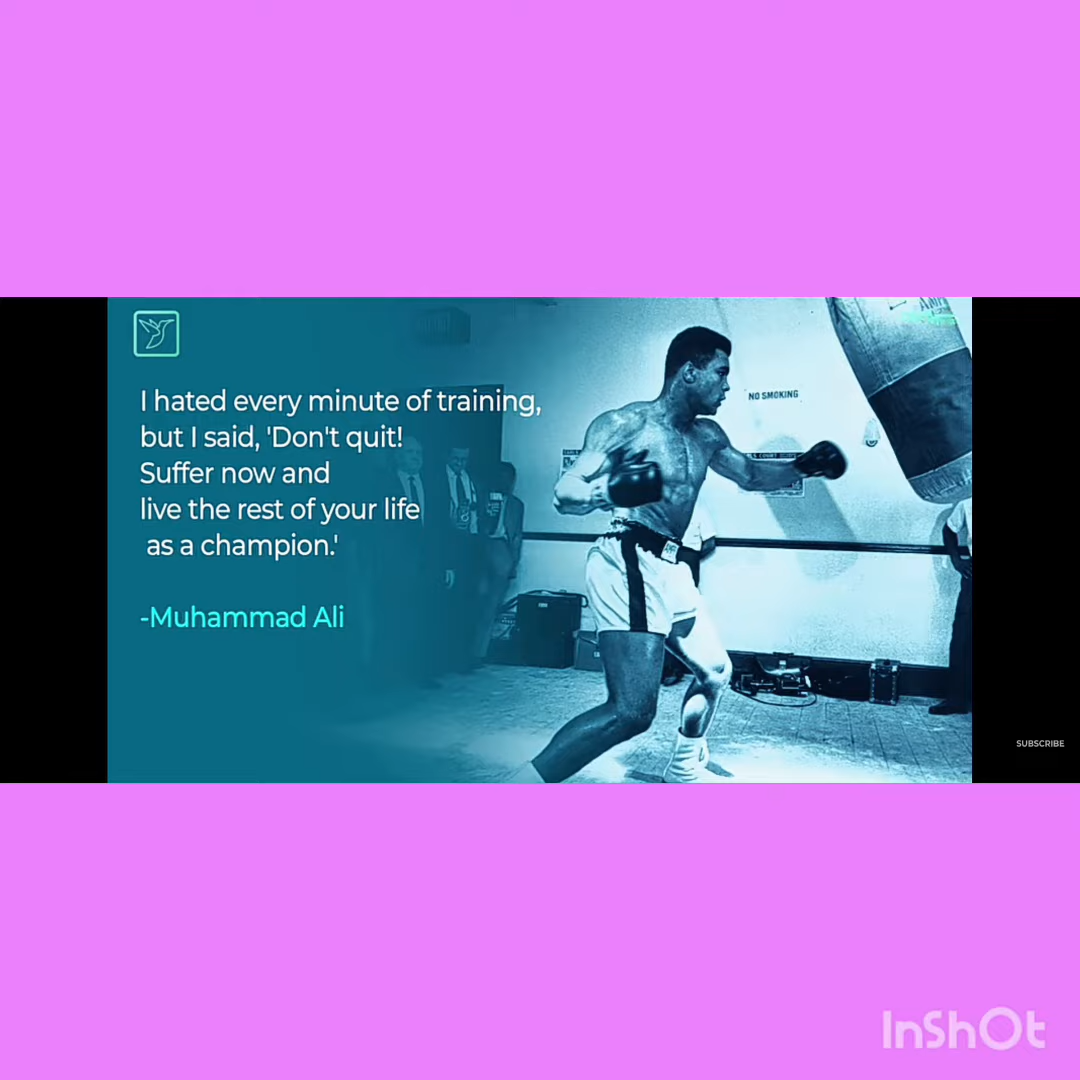 I hated every minute of training,
but I said, 'Don't quit!
Suffer now and
live the rest of your life
as a champion.'
-Muhammad Ali
NO SMOKING
SUBSCRIBE
InShOt